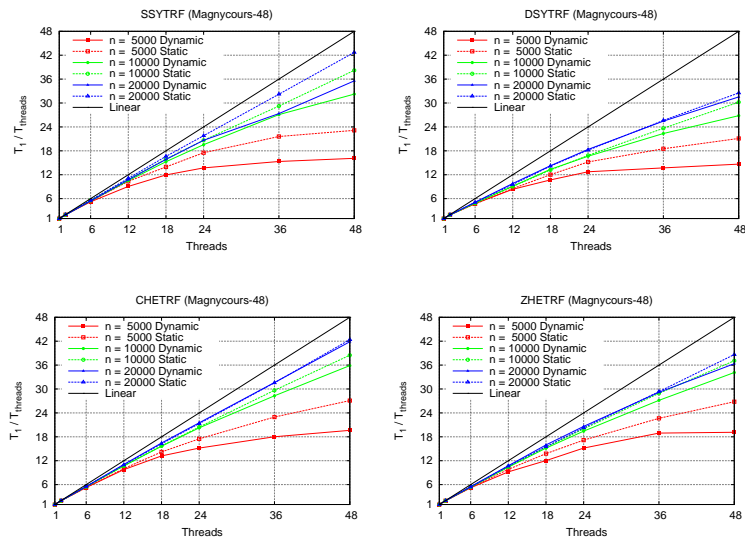 SSYTRF (Magnycours-48)
48
42
36
30
24
18
12
6
1
T1 / Tthreads
n = 5000 Dynamic
n = 5000 Static
n = 10000 Dynamic
n = 10000 Static
n = 20000 Dynamic
n = 20000 Static
Linear
1 6 12 18 24 36 48
Threads
DSYTRF (Magnycours-48)
48
42
36
30
24
18
12
6
1
T1 / Tthreads
n = 5000 Dynamic
n = 5000 Static
n = 10000 Dynamic
n = 10000 Static
n = 20000 Dynamic
n = 20000 Static
Linear
1 6 12 18 24 36 48
Threads
CHETRF (Magnycours-48)
48
42
36
30
24
18
12
6
1
T1 / Tthreads
n = 5000 Dynamic
n = 5000 Static
n = 10000 Dynamic
n = 10000 Static
n = 20000 Dynamic
n = 20000 Static
Linear
1 6 12 18 24 36 48
Threads
ZHETRF (Magnycours-48)
48
42
36
30
24
18
12
6
1
T1 / Tthreads
n = 5000 Dynamic
n = 5000 Static
n = 10000 Dynamic
n = 10000 Static
n = 20000 Dynamic
n = 20000 Static
Linear
1 6 12 18 24 36 48
Threads